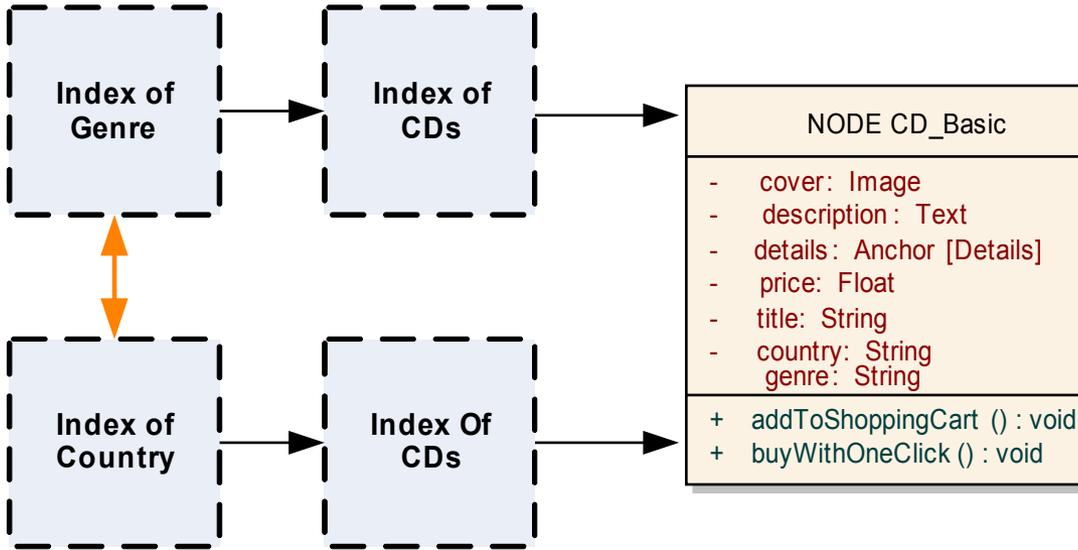 Index of
Genre
Index of
CDs
NODE CD_Basic
- cover: Image
- description: Text
- details: Anchor [Details]
- price: Float
- title: String
- country: String
genre: String
+ addToShoppingCart () : void
+ buyWithOneClick () : void
Index of
Country
Index Of
CDs